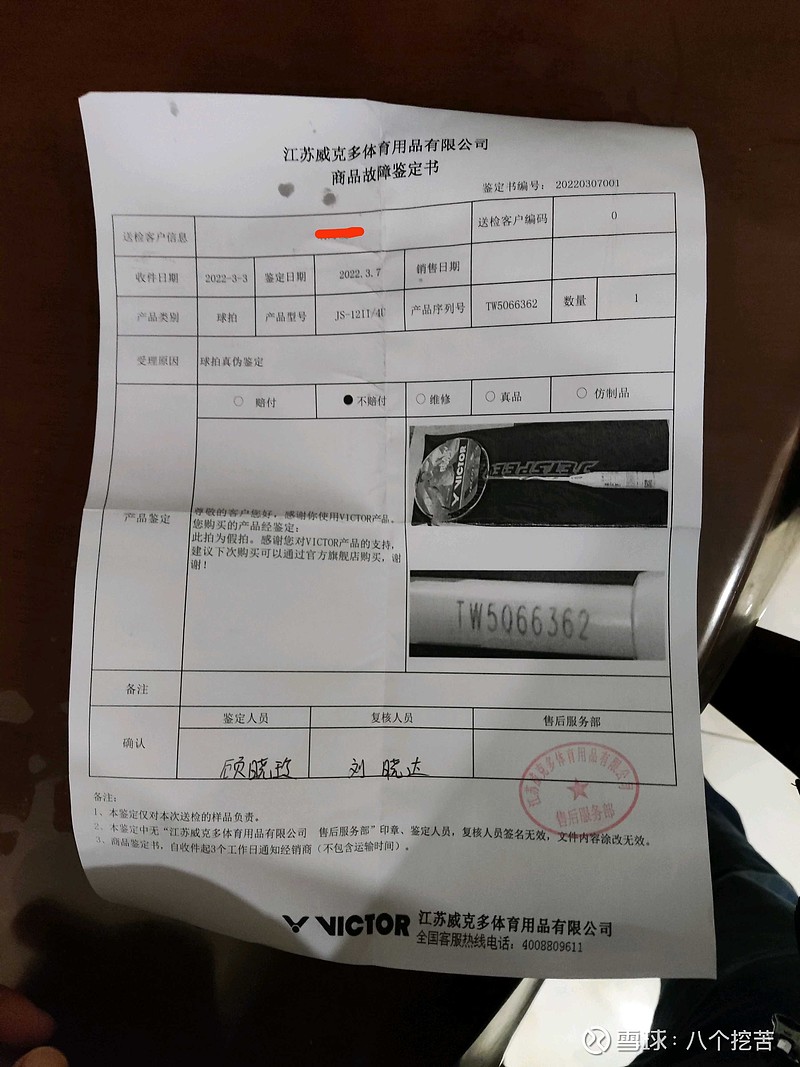 江苏威克多体育用品有限公司
商品故障鉴定书
鉴定书编号： 20220307001
送检客户信息 送检客户编码 0
收件日期 2022-3-3 鉴定日期 2022.3.7 销售日期
产品类别 球拍 产品型号 JS-12II/4U 产品序列号 TW5066362 数量 1
受理原因 球拍真伪鉴定
○ 赔付 ●不赔付 ○维修 ○真品 ○ 仿制品
产品鉴定
尊敬的客户您好，感谢你使用VICTOR产品。
您购买的产品经鉴定：
此拍为假拍。感谢您对VICTOR产品的支持，
建议下次购买可以通过官方旗舰店购买，谢
谢！
VICTOR
JETSPEED
TW5066362
备注
确认 鉴定人员 复核人员 售后服务部
刘晓达
江苏威克多体育用品有限公司
售后服务部
备注：
1、本鉴定仅对本次送检的样品负责。
2、本鉴定中无“江苏威克多体育用品有限公司 售后服务部”印章、鉴定人员，复核人员签名无效，文件内容涂改无效。
3、商品鉴定书，自收件起3个工作日通知经销商（不包含运输时间）。
VICTOR 江苏威克多体育用品有限公司
全国客服热线电话：4008809611
雪球：八个挖苦